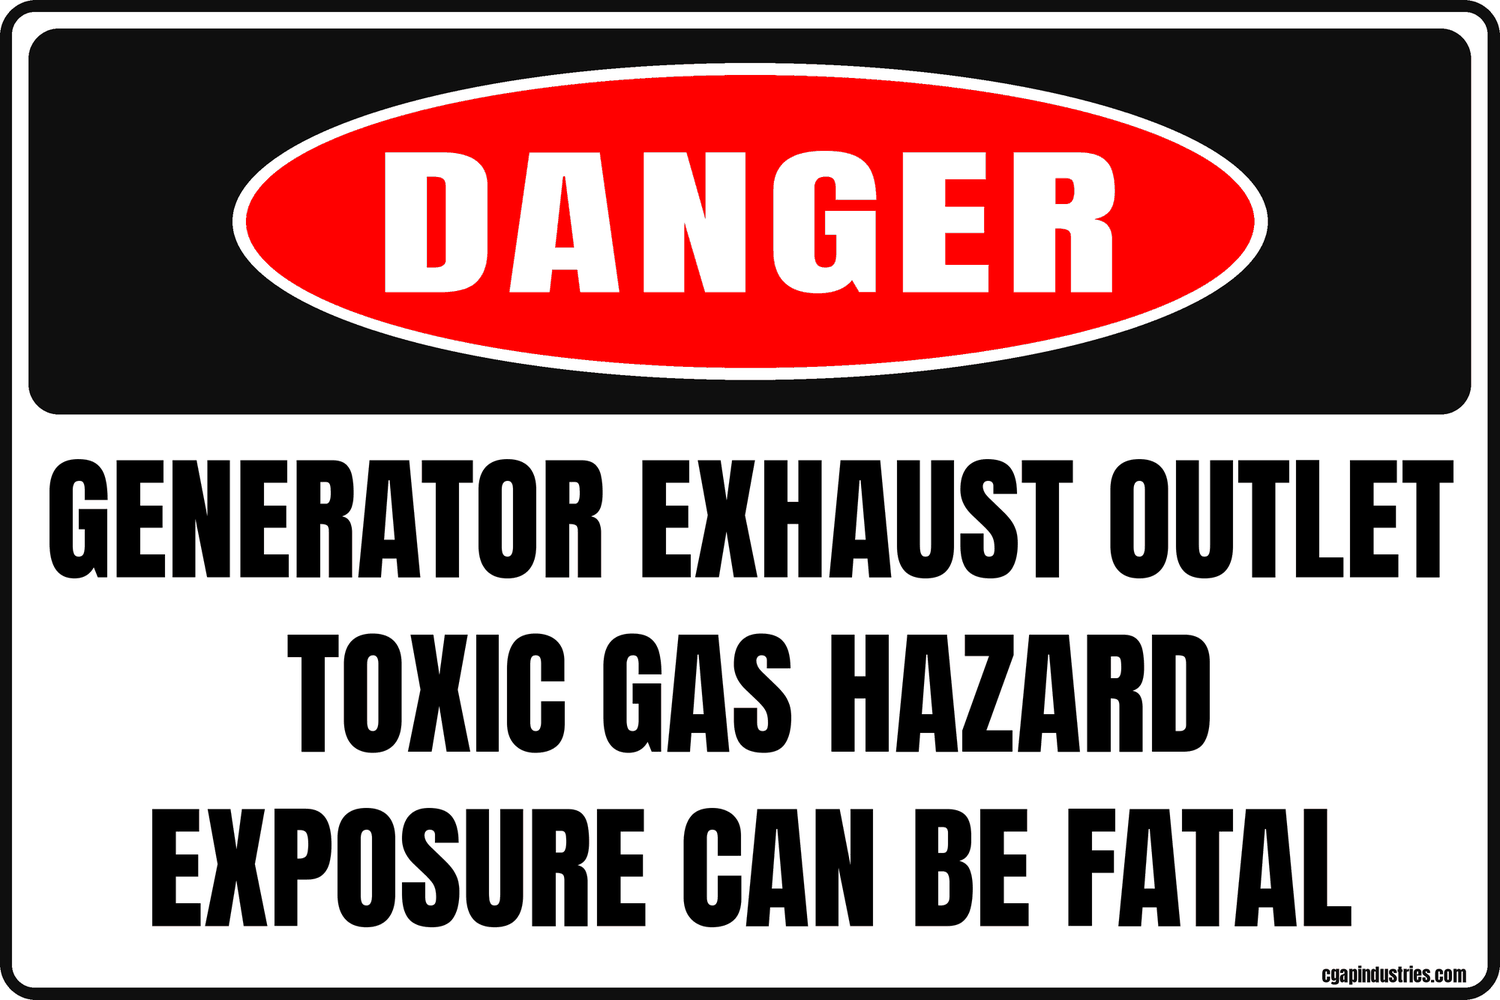 DANGER
GENERATOR EXHAUST OUTLET
TOXIC GAS HAZARD
EXPOSURE CAN BE FATAL
cgapindustries.com